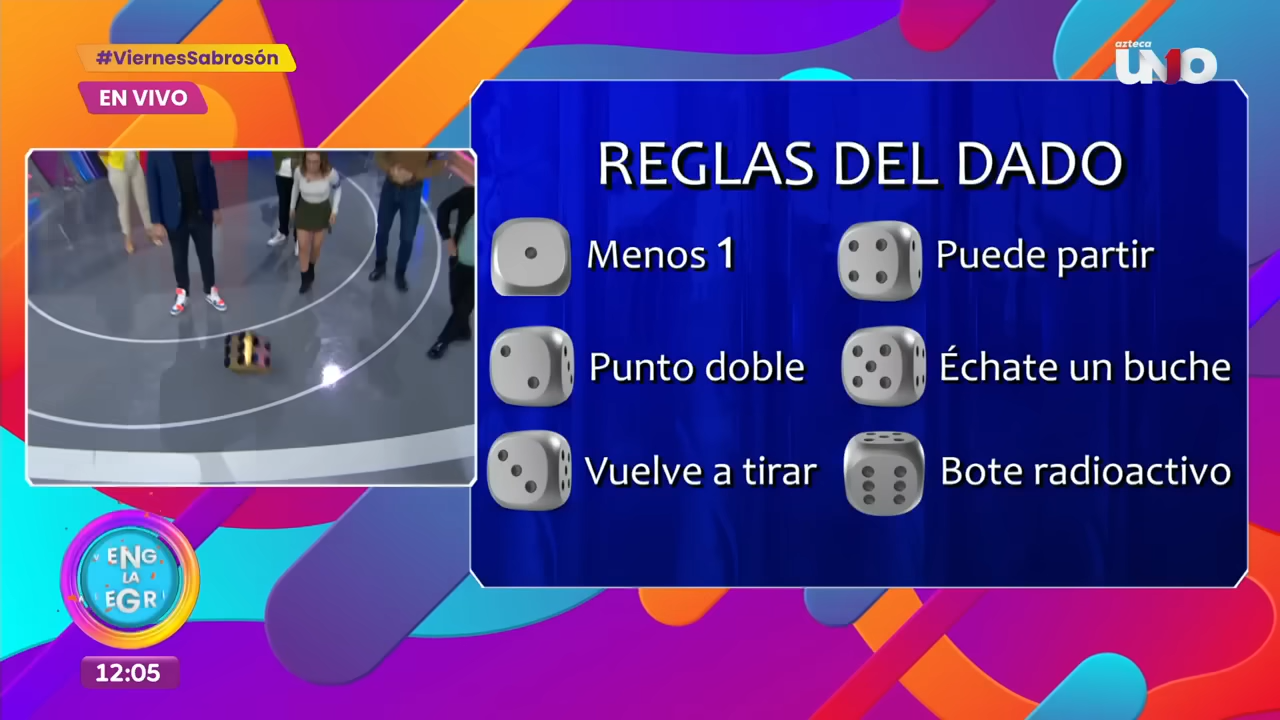 #ViernesSabrosón
EN VIVO
azteca
UNO
REGLAS DEL DADO
Menos 1
Puede partir
Punto doble
Échate un buche
Vuelve a tirar
Bote radioactivo
ENG
LA
EGR
12:05